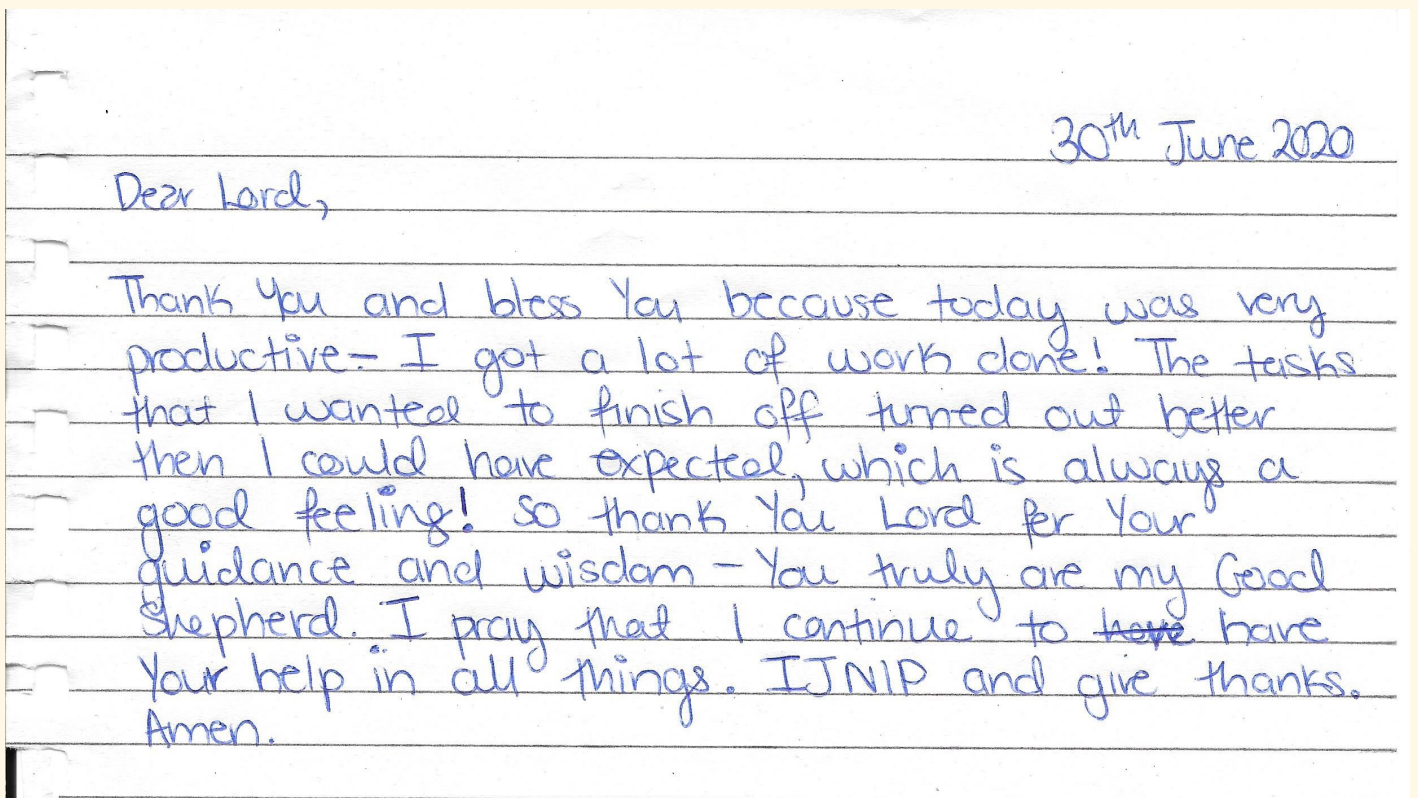 30th June 2020
Dear Lord,
Thank You and bless You because today was very
productive - I got a lot of work done! The tasks
that I wanted to finish off turned out better
then I could have expected, which is always a
good feeling! So thank You Lord for Your
guidance and wisdom - You truly are my Good
Shepherd. I pray that I continue to have have
Your help in all things. IJNIP and give thanks.
Amen.